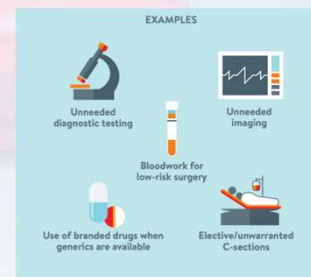 EXAMPLES
Unneeded
diagnostic testing
Unneeded
imaging
Bloodwork for
low-risk surgery
Use of branded drugs when
generics are available
Elective/unwarranted
C-sections